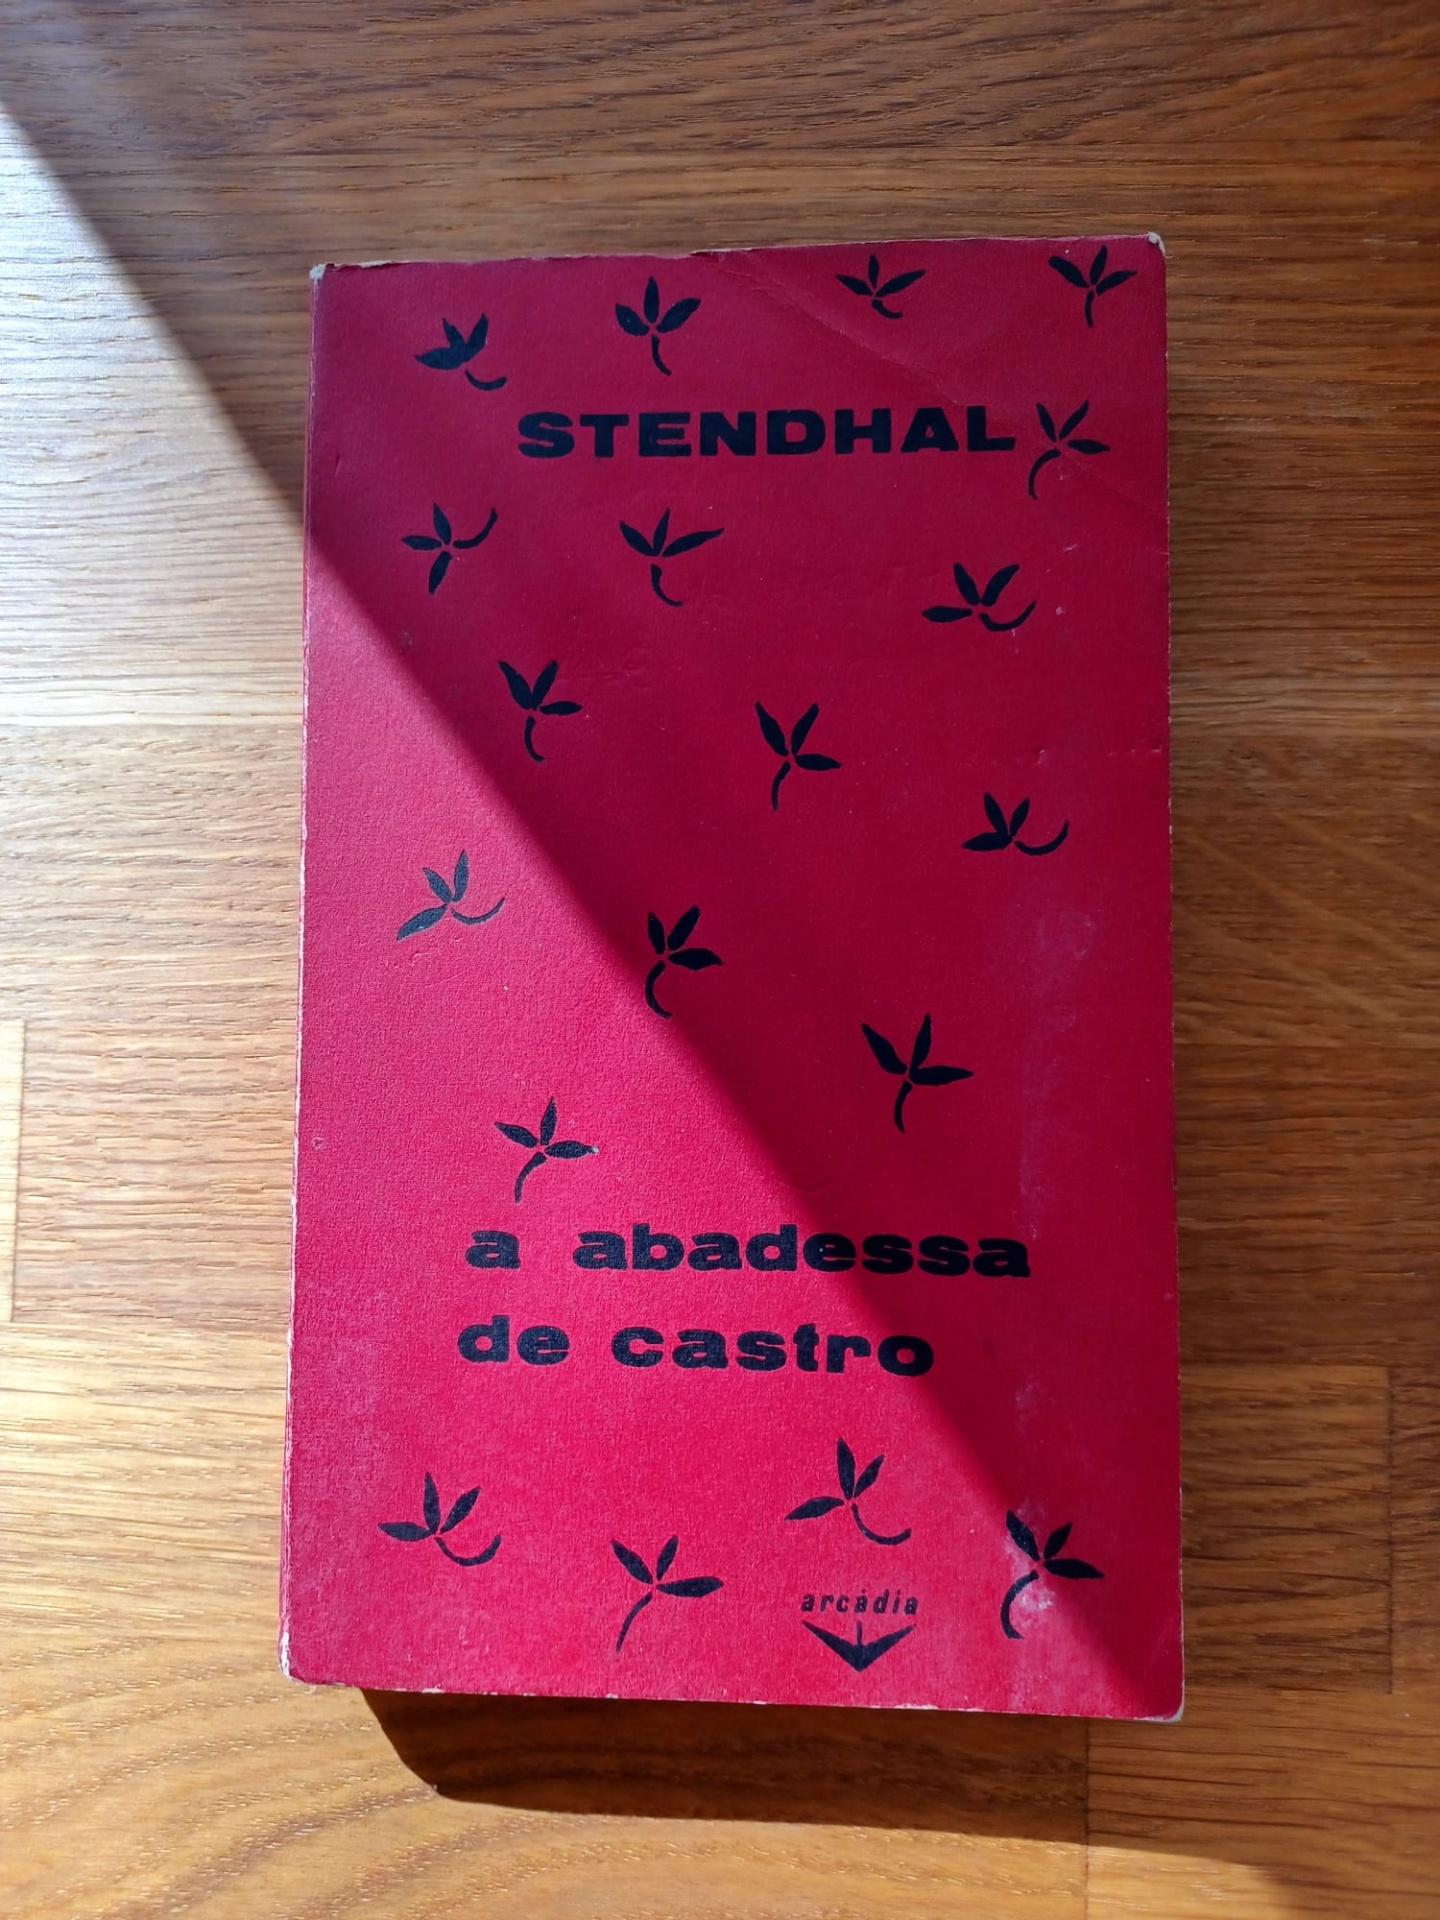 STENDHAL
a abadessa
de castro
arcádia